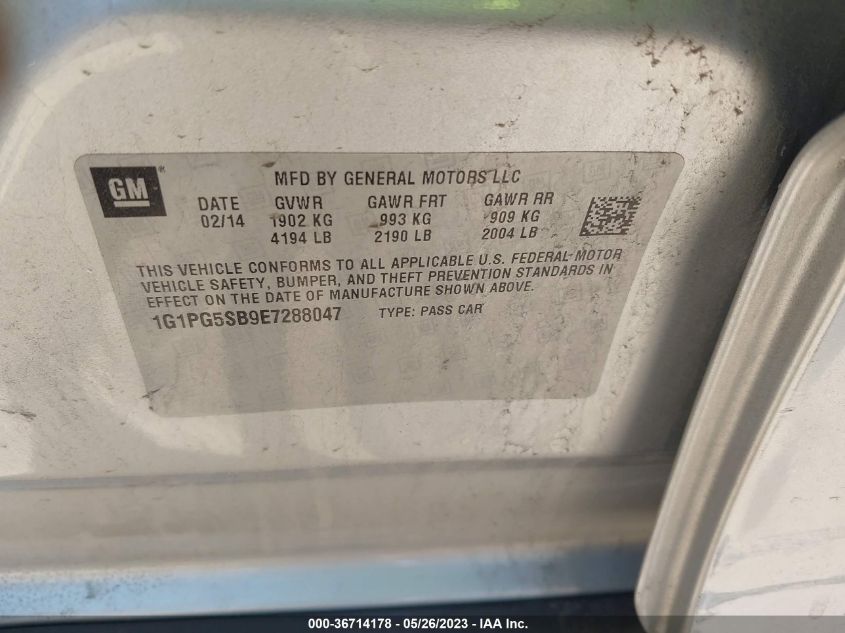 GM
MFD BY GENERAL MOTORS LLC
DATE GVWR GAWR FRT GAWR RR
02/14 1902 KG 993 KG 909 KG
4194 LB 2190 LB 2004 LB
THIS VEHICLE CONFORMS TO ALL APPLICABLE U.S. FEDERAL MOTOR
VEHICLE SAFETY, BUMPER, AND THEFT PREVENTION STANDARDS IN
EFFECT ON THE DATE OF MANUFACTURE SHOWN ABOVE.
1G1PG5SB9E7288047 TYPE: PASS CAR
000-36714178 - 05/26/2023 - IAA Inc.